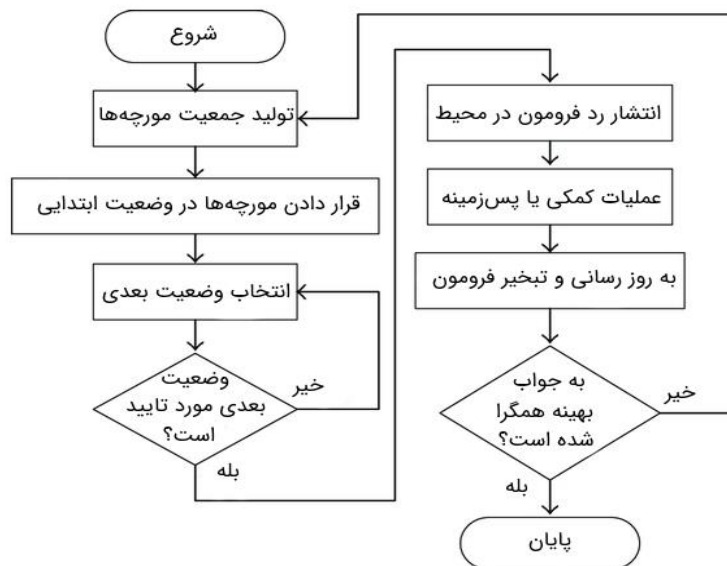 شروع
تولید جمعیت مورچه‌ها
قرار دادن مورچه‌ها در وضعیت ابتدایی
انتخاب وضعیت بعدی
وضعیت
بعدی مورد تایید
است؟
خیر
بله
انتشار رد فرومون در محیط
عملیات کمکی یا پس‌زمینه
به روز رسانی و تبخیر فرومون
به جواب
بهینه همگرا
شده است؟
خیر
بله
پایان